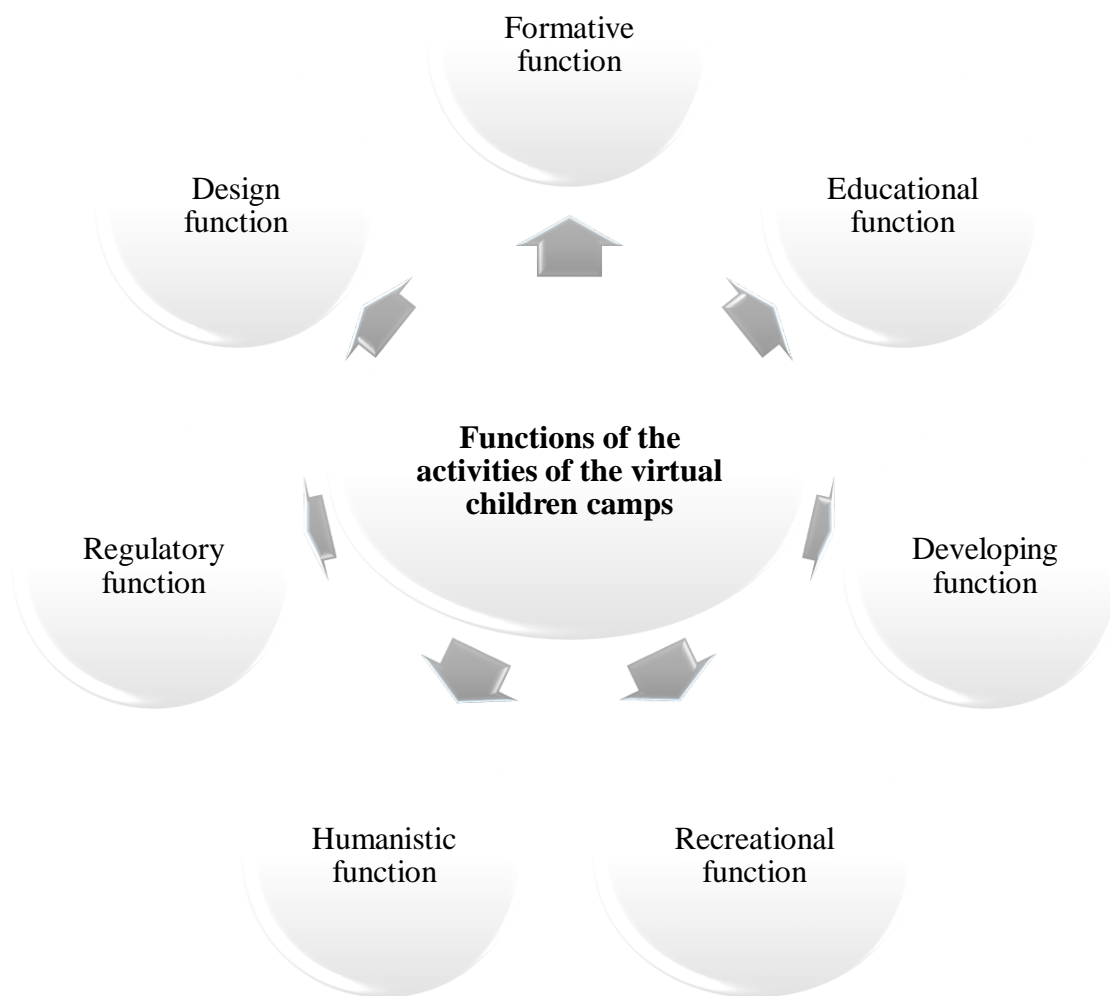 Formative
function
Design
function
Educational
function
Functions of the
activities of the virtual
children camps
Regulatory
function
Developing
function
Humanistic
function
Recreational
function